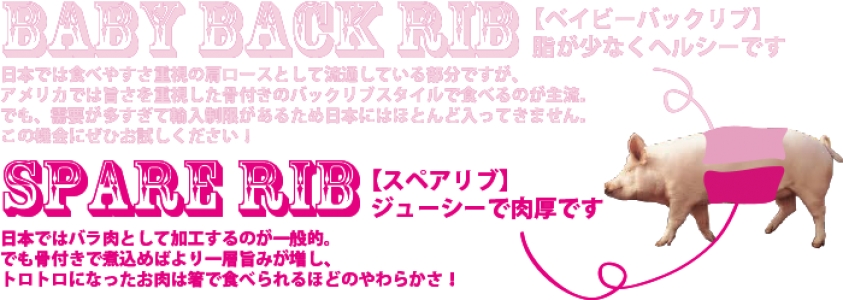 BABY BACK RIB【ベイビーバックリブ】
脂が少なくヘルシーです
日本では食べやすさ重視の肩ロースとして流通している部分ですが、
アメリカでは旨さを重視した骨付きのバックリブスタイルで食べるのが主流。
でも、需要が多すぎて輸入制限があるため日本にはほとんど入ってきません。
この機会にぜひお試しください！
SPARE RIB【スペアリブ】
ジューシーで肉厚です
日本ではバラ肉として加工するのが一般的。
でも骨付きで煮込めばより一層旨みが増し、
トロトロになったお肉は箸で食べられるほどのやわらかさ！